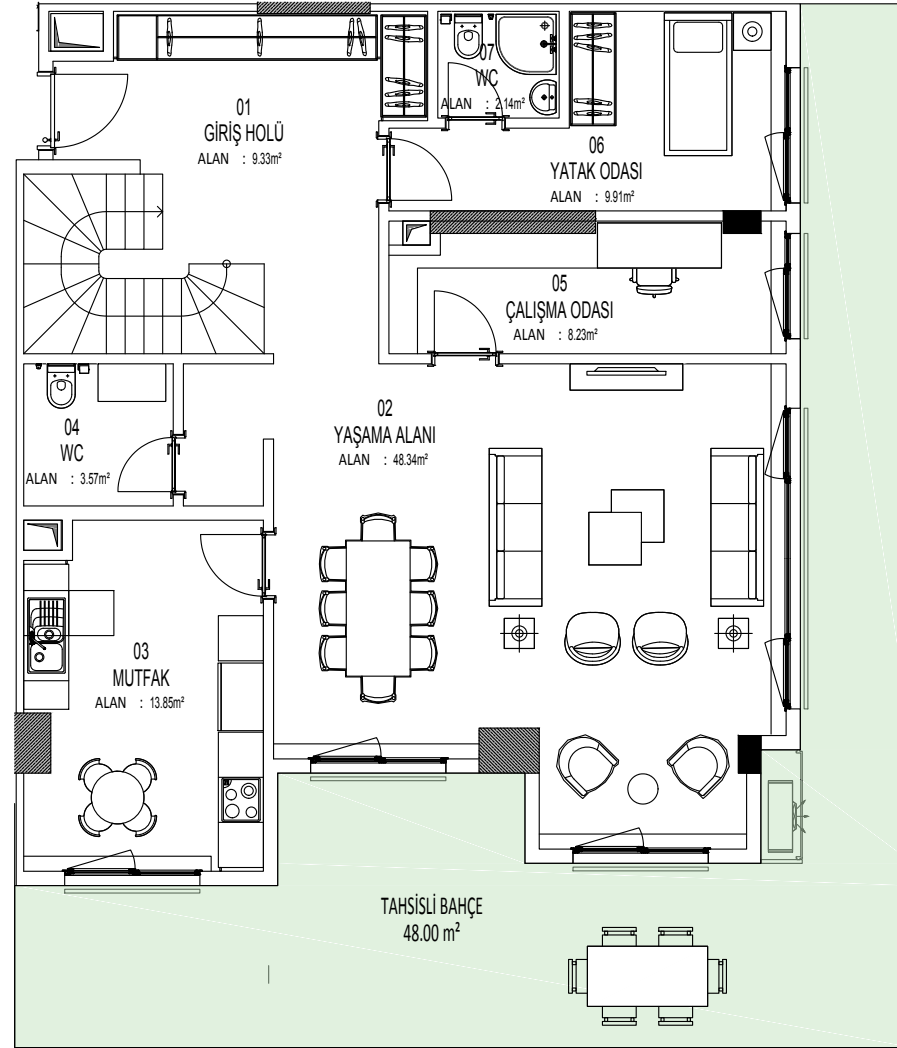 01
GİRİŞ HOLÜ
ALAN : 9.33m²
07
WC
ALAN : 2.14m²
06
YATAK ODASI
ALAN : 9.91m²
05
ÇALIŞMA ODASI
ALAN : 8.23m²
02
YAŞAMA ALANI
ALAN : 48.34m²
04
WC
ALAN : 3.57m²
03
MUTFAK
ALAN : 13.85m²
TAHSİSLİ BAHÇE
48.00 m²